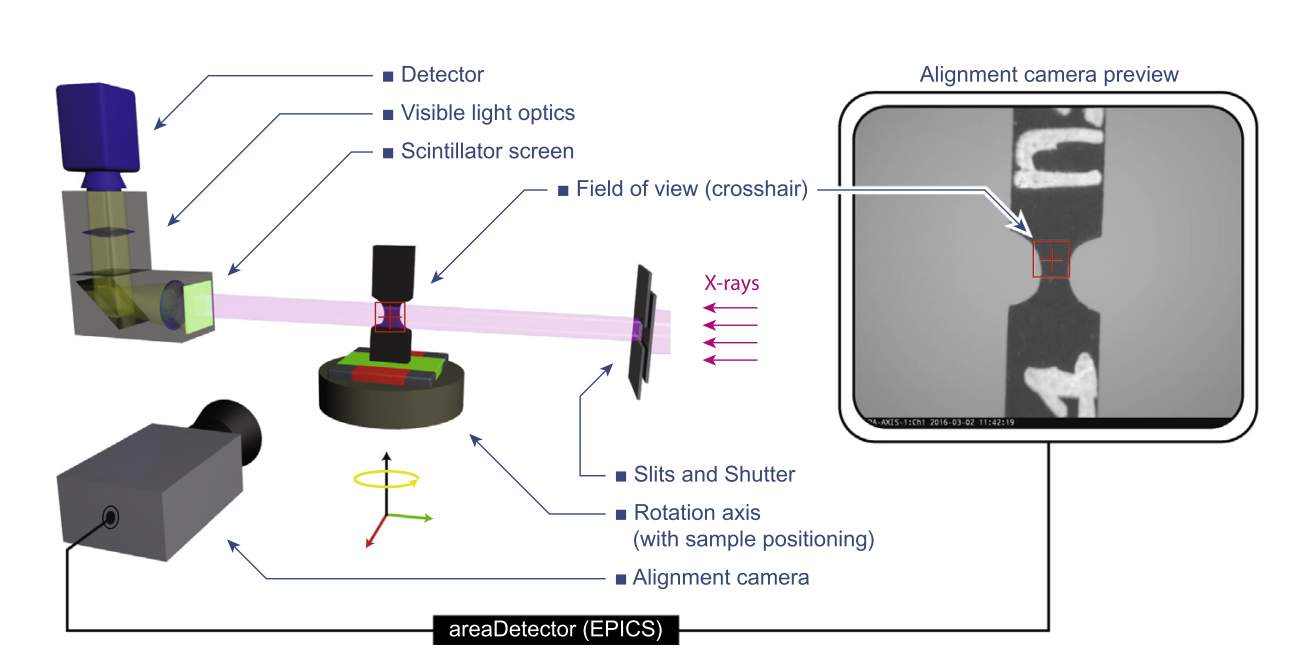 Detector
Visible light optics
Scintillator screen
Field of view (crosshair)
Alignment camera preview
X-rays
DA-AXIS-1:Ch1 2016-03-02 11:42:19
Slits and Shutter
Rotation axis
(with sample positioning)
Alignment camera
areaDetector (EPICS)